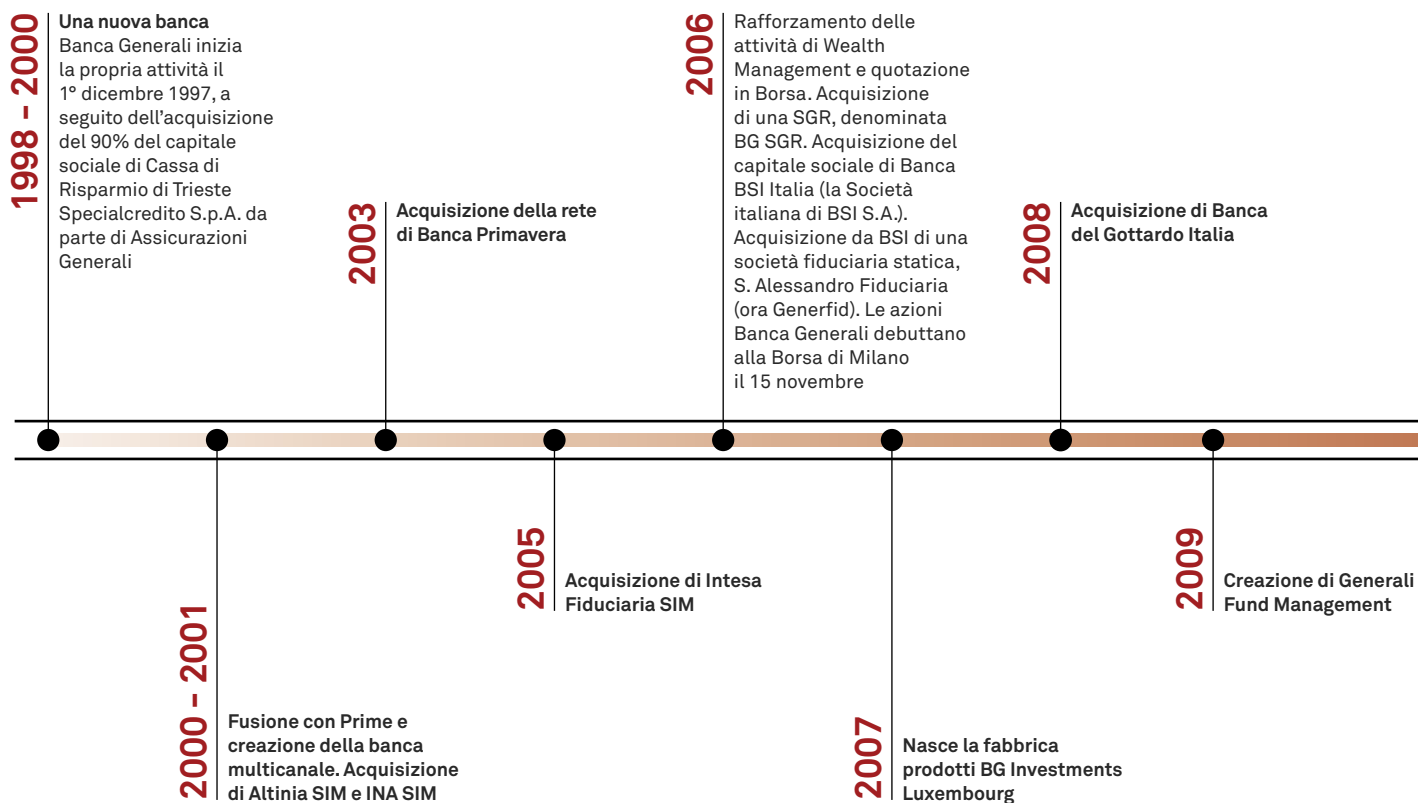 1998 - 2000
Una nuova banca
Banca Generali inizia
la propria attività il
1° dicembre 1997, a
seguito dell'acquisizione
del 90% del capitale
sociale di Cassa di
Risparmio di Trieste
Specialcredito S.p.A. da
parte di Assicurazioni
Generali
2000 - 2001
Fusione con Prime e
creazione della banca
multicanale. Acquisizione
di Altinia SIM e INA SIM
2003
Acquisizione della rete
di Banca Primavera
2005
Acquisizione di Intesa
Fiduciaria SIM
2006
Rafforzamento delle
attività di Wealth
Management e quotazione
in Borsa. Acquisizione
di una SGR, denominata
BG SGR. Acquisizione del
capitale sociale di Banca
BSI Italia (la Società
italiana di BSI S.A.).
Acquisizione da BSI di una
società fiduciaria statica,
S. Alessandro Fiduciaria
(ora Generfid). Le azioni
Banca Generali debuttano
alla Borsa di Milano
il 15 novembre
2007
Nasce la fabbrica
prodotti BG Investments
Luxembourg
2008
Acquisizione di Banca
del Gottardo Italia
2009
Creazione di Generali
Fund Management